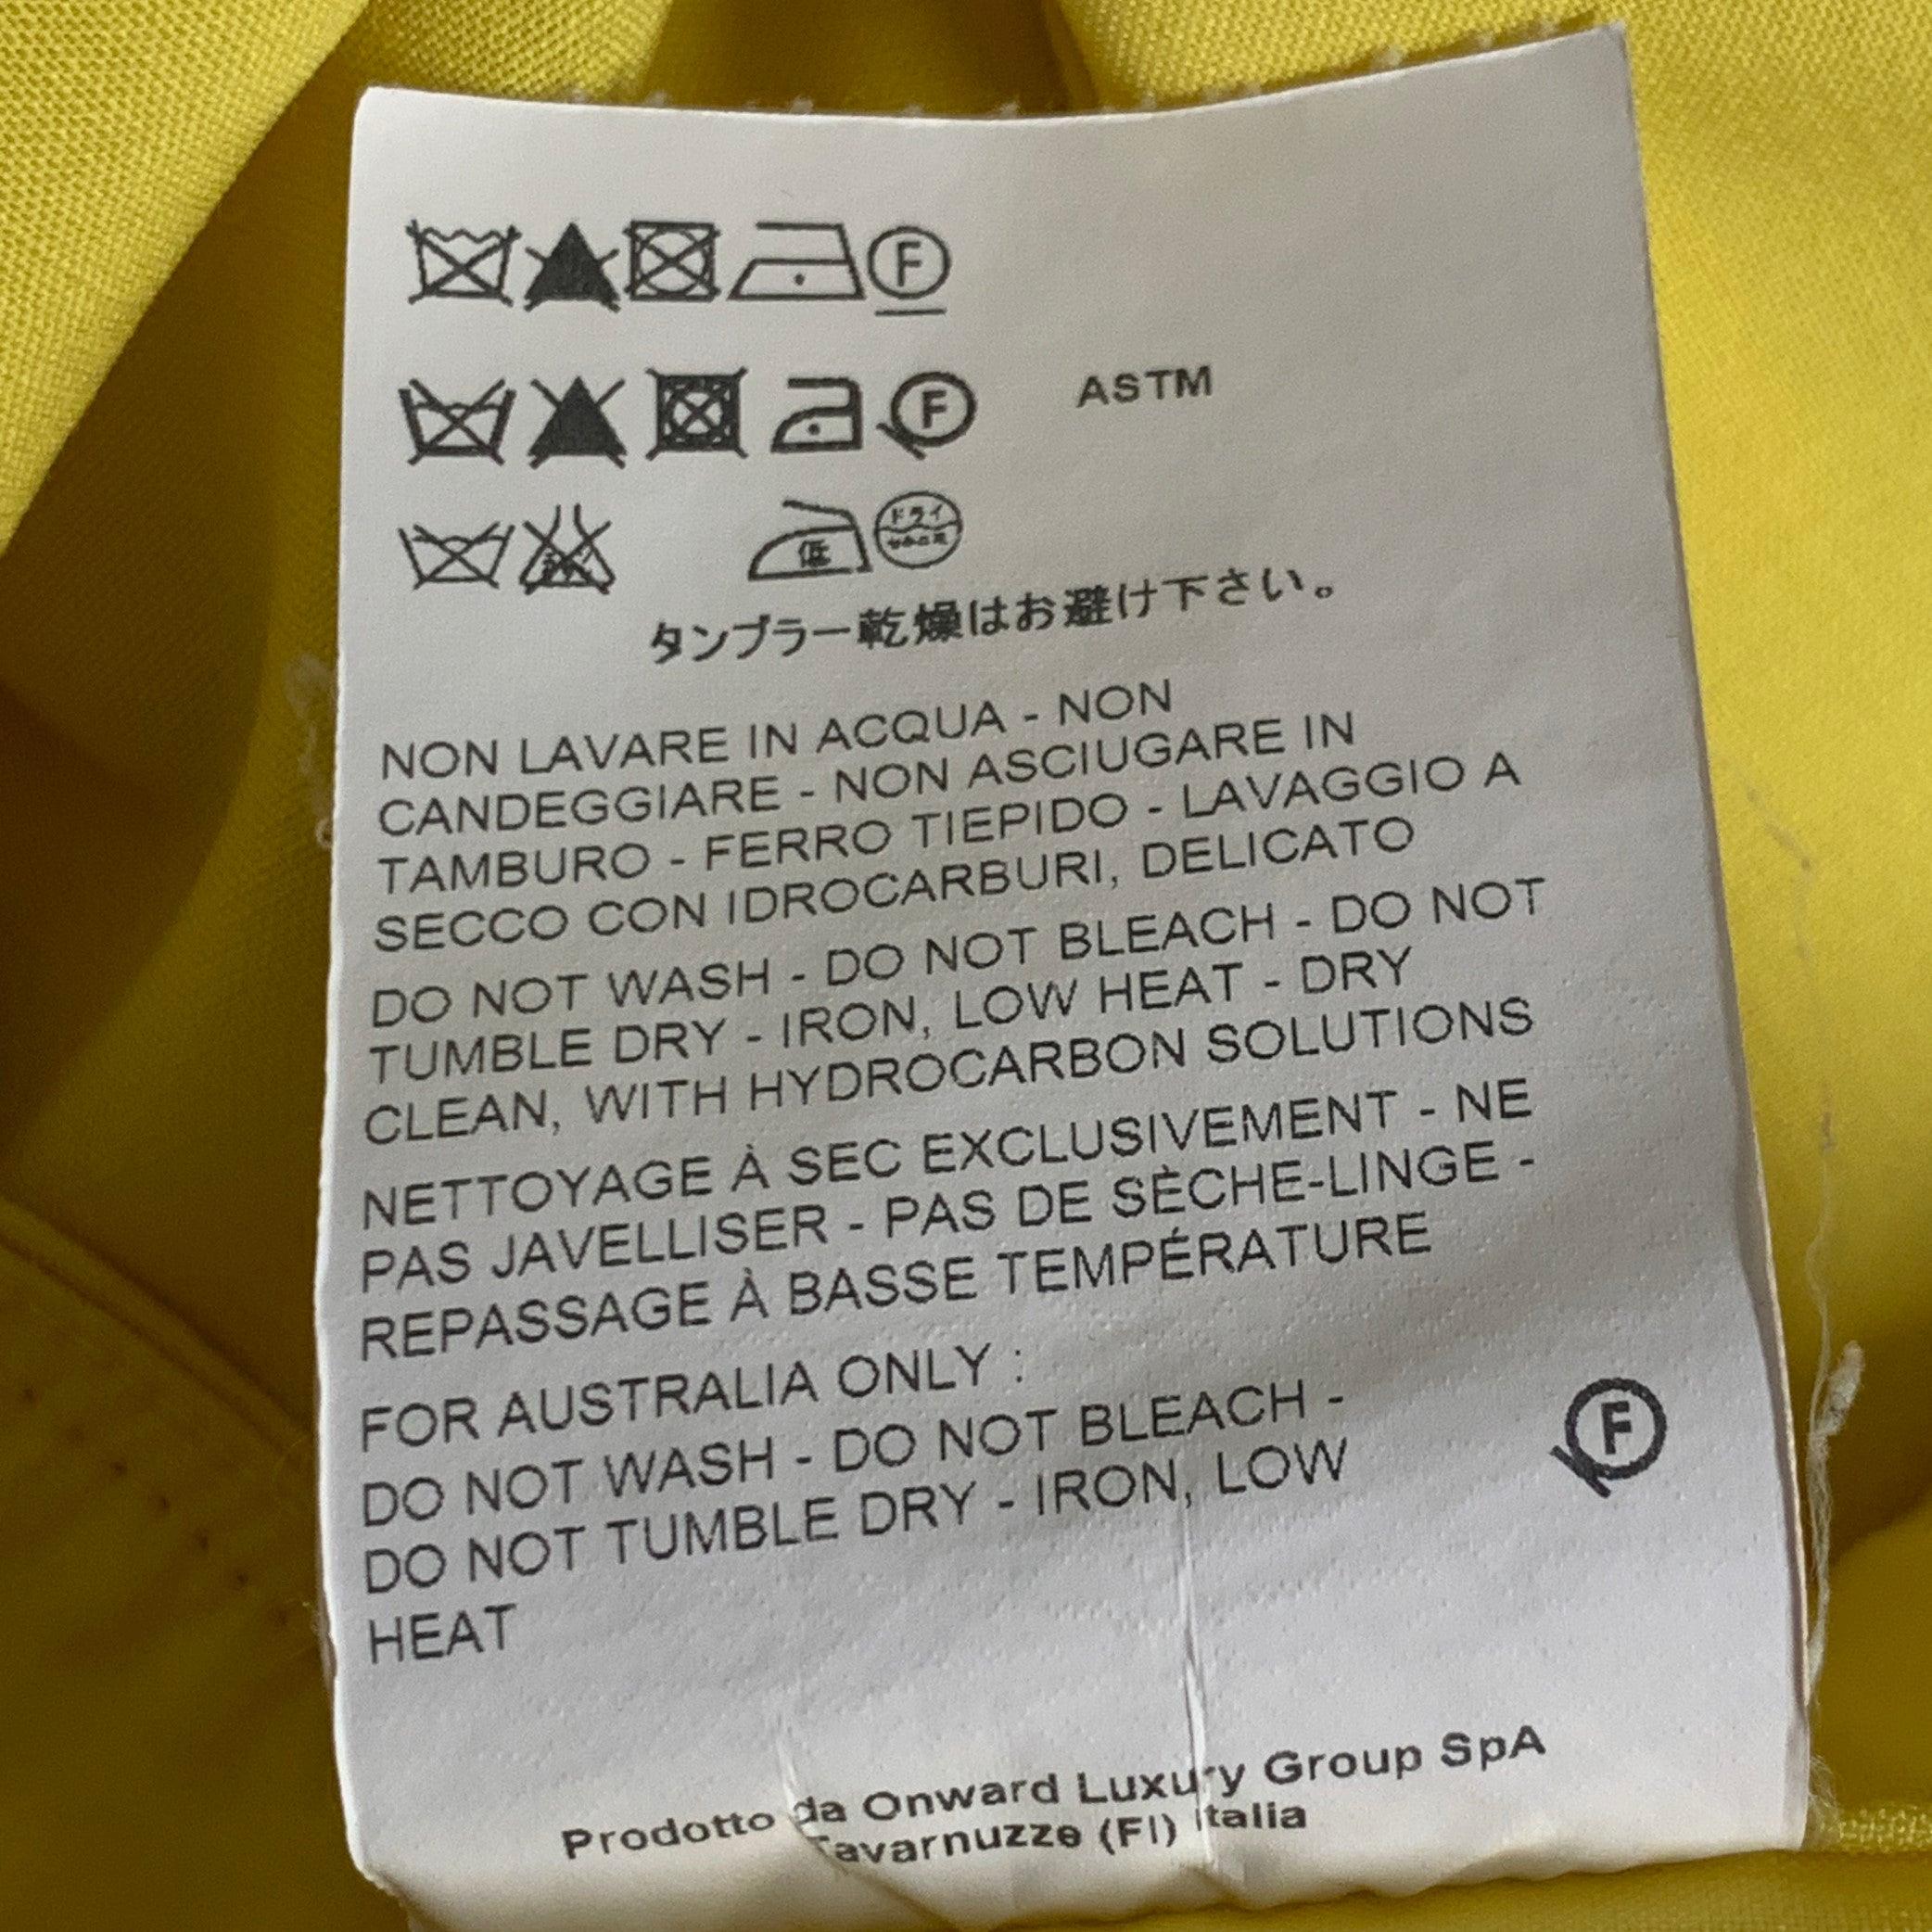 F
F ASTM
低 ドライ
タンブラー乾燥はお避け下さい。
NON LAVARE IN ACQUA - NON
CANDEGGIARE - NON ASCIUGARE IN
TAMBURO - FERRO TIEPIDO - LAVAGGIO A
SECCO CON IDROCARBURI, DELICATO
DO NOT WASH - DO NOT BLEACH - DO NOT
TUMBLE DRY - IRON, LOW HEAT - DRY
CLEAN, WITH HYDROCARBON SOLUTIONS
NETTOYAGE À SEC EXCLUSIVEMENT - NE
PAS JAVELLISER - PAS DE SÈCHE-LINGE -
REPASSAGE À BASSE TEMPÉRATURE
FOR AUSTRALIA ONLY :
DO NOT WASH - DO NOT BLEACH -
DO NOT TUMBLE DRY - IRON, LOW
HEAT
F
Prodotto da Onward Luxury Group SpA
Tavarnuzze (FI) Italia